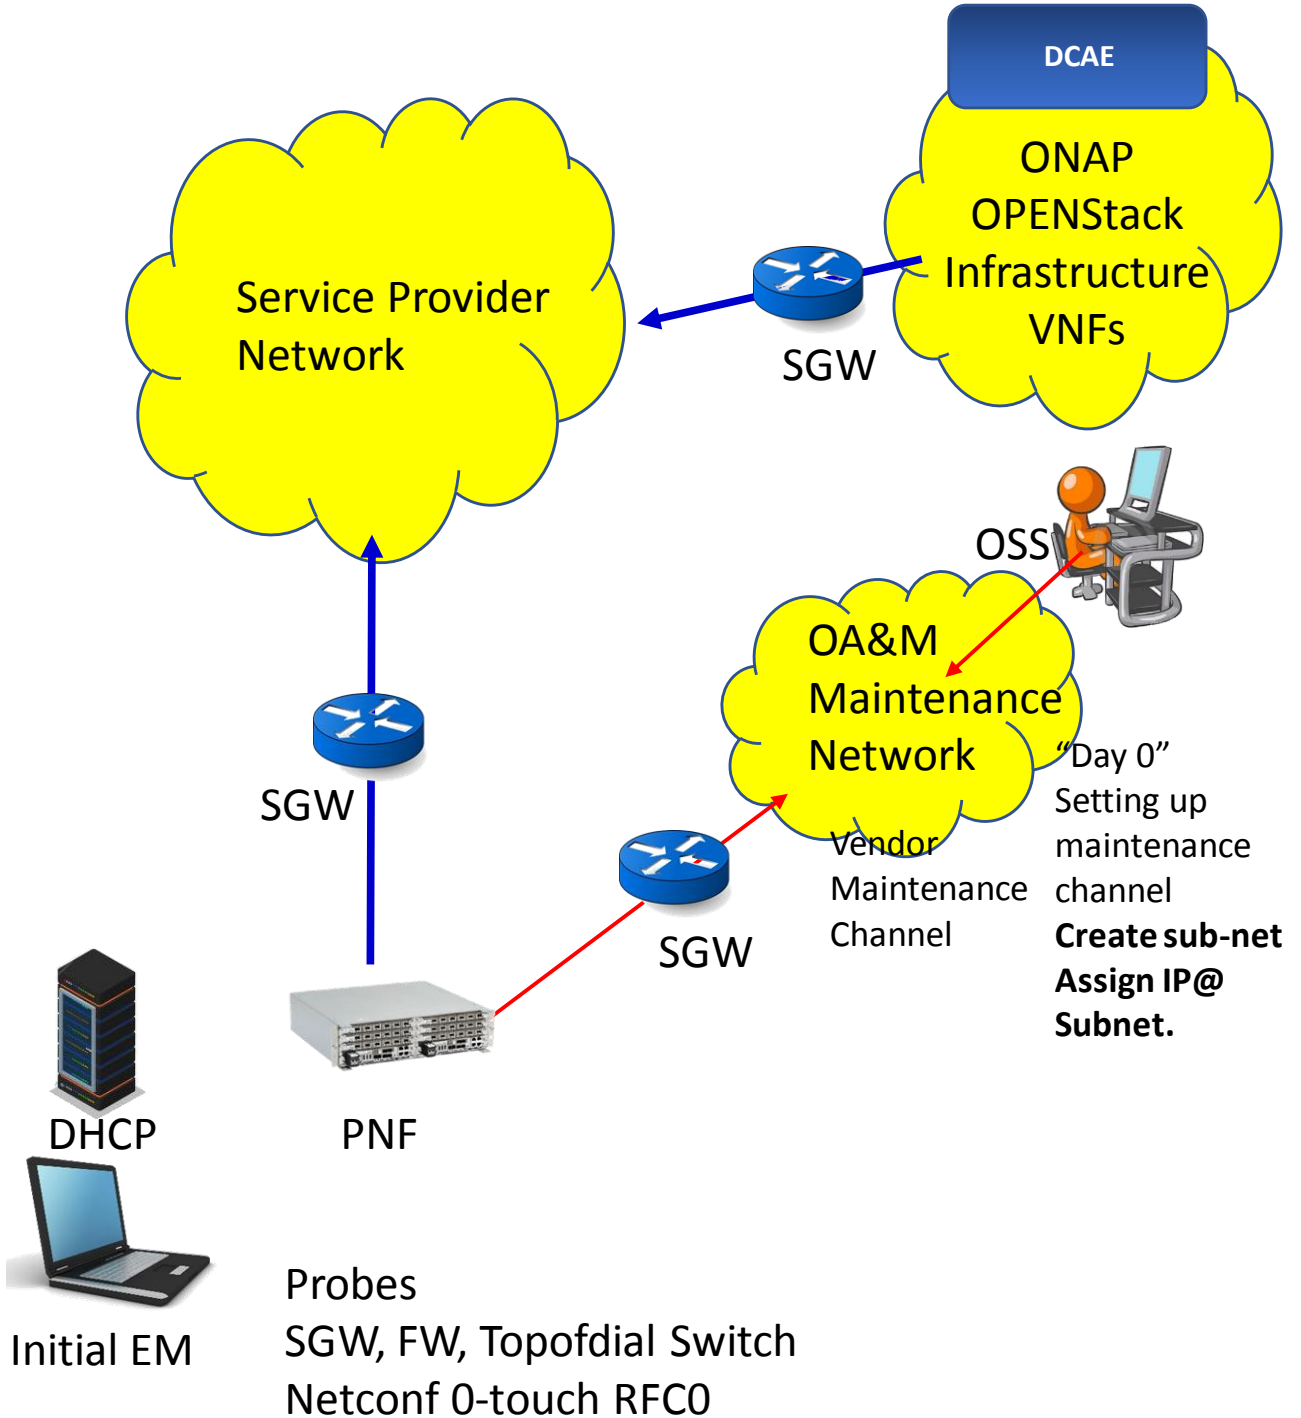 DCAE
ONAP
OPENStack
Infrastructure
VNFs
Service Provider
Network
SGW
OSS
OA&M
Maintenance
Network
“Day 0”
Setting up
maintenance
channel
Create sub-net
Assign IP@
Subnet.
SGW
Vendor
Maintenance
Channel
SGW
DHCP
PNF
Initial EM
Probes
SGW, FW, Topofdial Switch
Netconf 0-touch RFC0